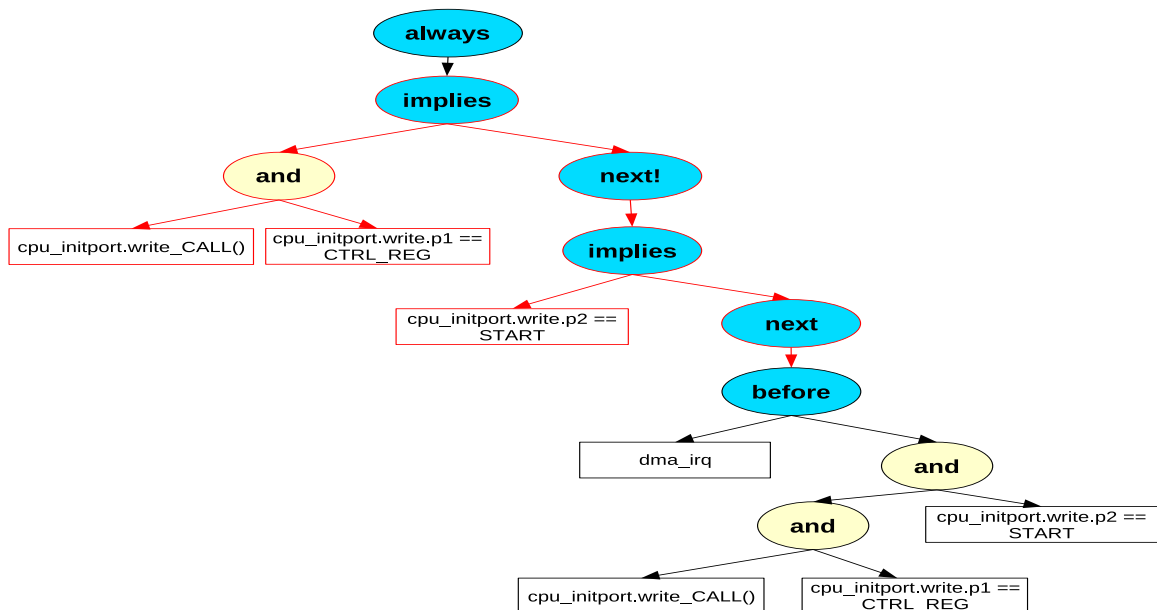 always
implies
and
next!
cpu_initport.write_CALL()
cpu_initport.write.p1 ==
CTRL_REG
implies
cpu_initport.write.p2 ==
START
next
before
dma_irq
and
and
cpu_initport.write.p2 ==
START
cpu_initport.write_CALL()
cpu_initport.write.p1 ==
CTRL_REG